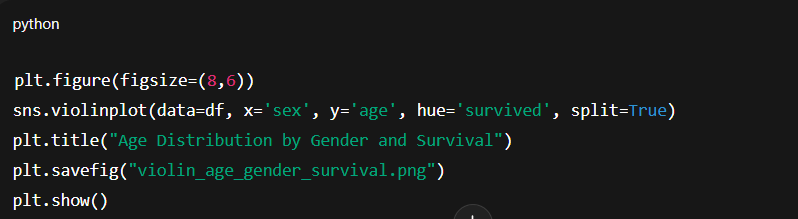 python
plt.figure(figsize=(8,6))
sns.violinplot(data=df, x='sex', y='age', hue='survived', split=True)
plt.title("Age Distribution by Gender and Survival")
plt.savefig("violin_age_gender_survival.png")
plt.show()